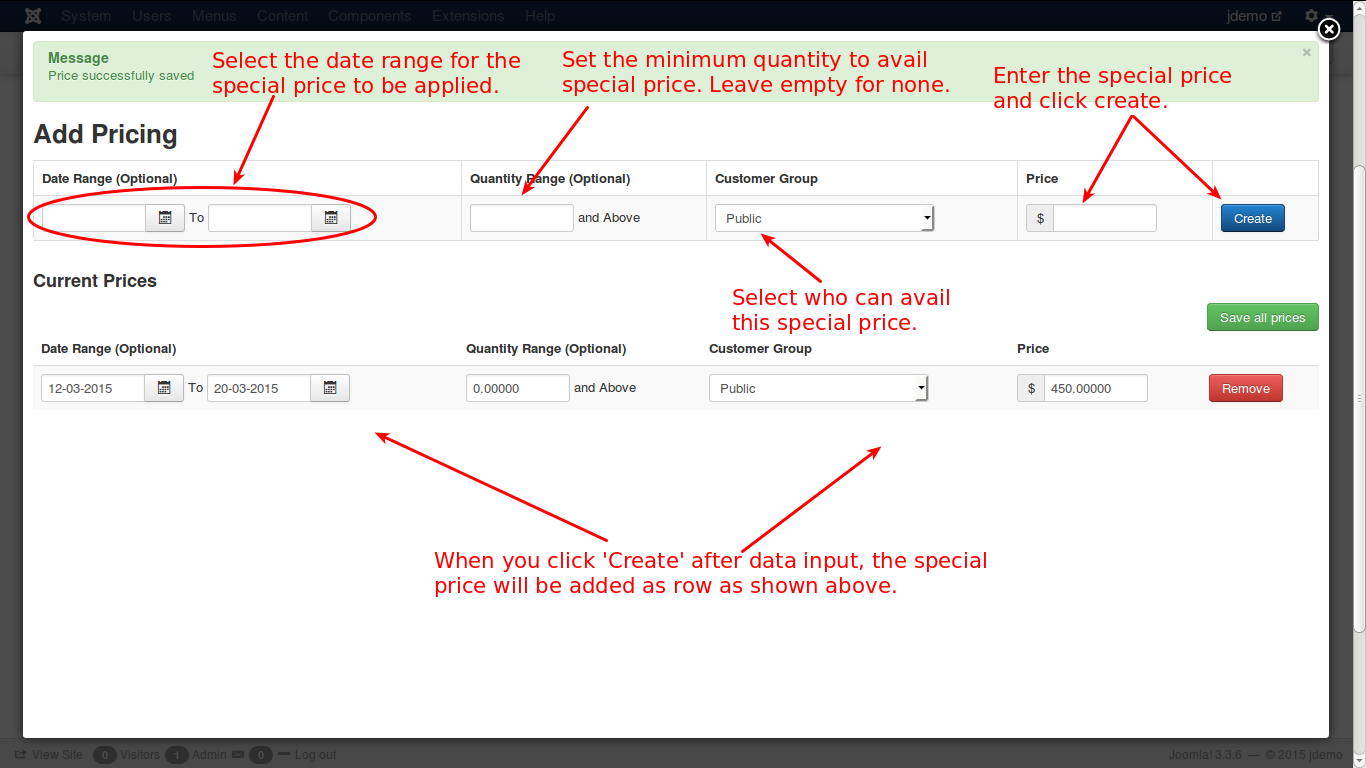 System Users Menus Content Components Extensions Help jdemo
Message
Price successfully saved
Select the date range for the
special price to be applied.
Set the minimum quantity to avail
special price. Leave empty for none.
Enter the special price
and click create.
Add Pricing
Date Range (Optional) Quantity Range (Optional) Customer Group Price
To and Above Public $ Create
Current Prices
Select who can avail
this special price.
Save all prices
Date Range (Optional) Quantity Range (Optional) Customer Group Price
12-03-2015 To 20-03-2015 0.00000 and Above Public $ 450.00000 Remove
When you click 'Create' after data input, the special
price will be added as row as shown above.
View Site 0 Visitors 1 Admin 0 Log out Joomla! 3.3.6 — © 2015 jdemo